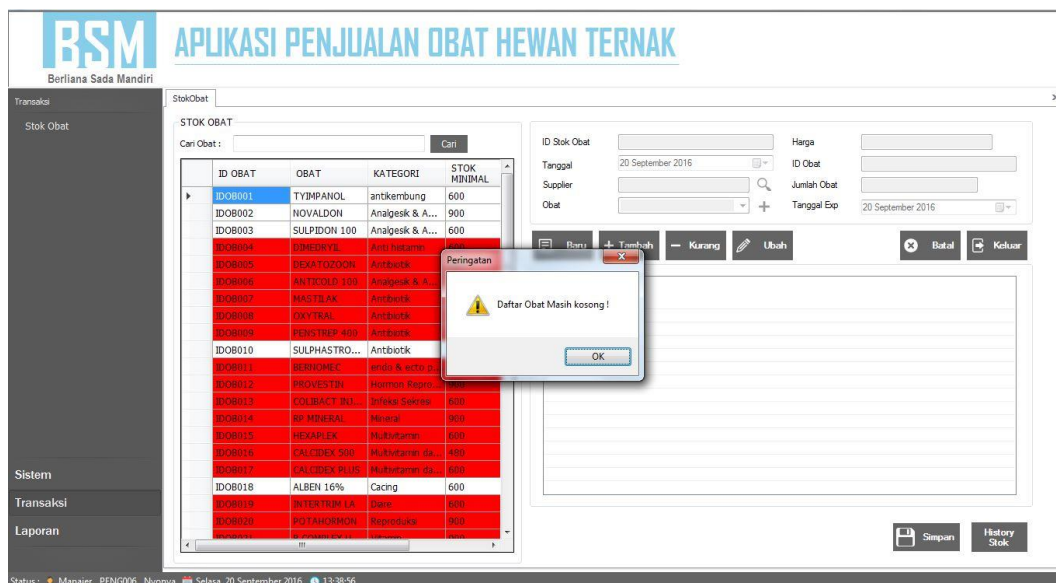 BSM
Berliana Sada Mandiri
APLIKASI PENJUALAN OBAT HEWAN TERNAK
Transaksi
Stok Obat
Sistem
Transaksi
Laporan
StokObat
STOK OBAT
Cari Obat :
Cari
ID OBAT OBAT KATEGORI STOK MINIMAL
IDOB001 TYIMPANOL antikembung 600
IDOB002 NOVALDON Analgesik & A... 900
IDOB003 SULPIDON 100 Analgesik & A... 600
IDOB004 DIMEDRYL Anti histamin 600
IDOB005 DEXATOZOON Antibiotik
IDOB006 ANTICOLD 100 Analgesik & A...
IDOB007 MASTILAK Antibiotik
IDOB008 OXYTRAL Antibiotik
IDOB009 PENSTREP 400 Antibiotik
IDOB010 SULPHASTRO... Antibiotik
IDOB011 BERNOMEC endo & ecto p...
IDOB012 PROVESTIN Hormon Repro... 900
IDOB013 COLIBACT INJ... Infeksi Sekresi 600
IDOB014 RP MINERAL Mineral 900
IDOB015 HEXAPLEK Multivitamin 600
IDOB016 CALCIDEX 500 Multivitamin da... 480
IDOB017 CALCIDEX PLUS Multivitamin da... 600
IDOB018 ALBEN 16% Cacing 600
IDOB019 INTERTRIM LA Diare 600
IDOB020 POTAHORMON Reproduksi 900
ID Stok Obat
Tanggal 20 September 2016
Supplier
Obat
Harga
ID Obat
Jumlah Obat
Tanggal Exp 20 September 2016
Baru
Tambah
Kurang
Ubah
Batal
Keluar
Peringatan
Daftar Obat Masih kosong !
OK
Simpan
History Stok
Status : Manajer, PENG006 , Nyonya Selasa, 20 September 2016 13:38:56